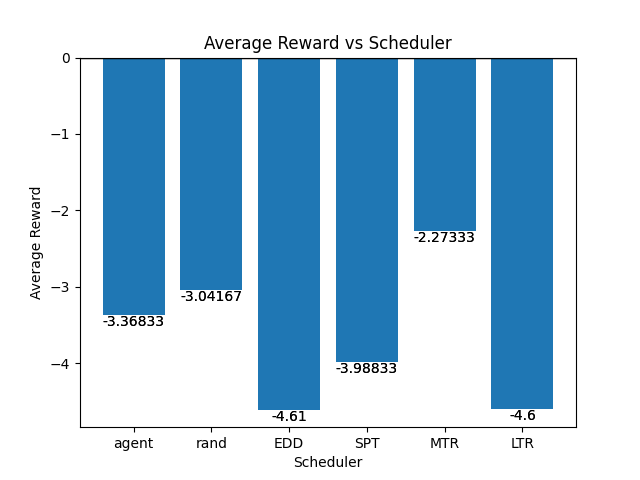 Average Reward vs Scheduler
Average Reward
0
−1
−2
−3
−4
-3.36833
-3.04167
-4.61
-3.98833
-2.27333
-4.6
agent
rand
EDD
SPT
MTR
LTR
Scheduler